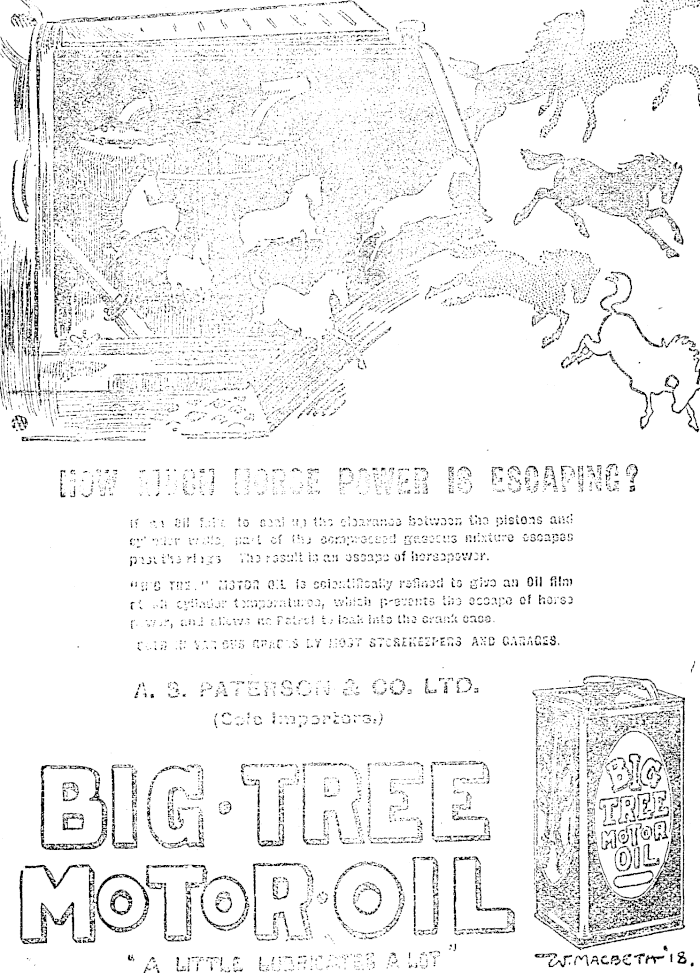 HOW MUCH HORSE POWER IS ESCAPING?
If an Oil fails to seal up the clearance between the pistons and
cylinder walls, part of the compressed gaseous mixture escapes
past the rings. The result is an escape of horsepower.
"BIG TREE" MOTOR OIL is scientifically refined to give an Oil film
at all cylinder temperatures, which prevents the escape of horse
power, and allows no Petrol to leak into the crank case.
SOLD IN VARIOUS GRADES BY MOST STOREKEEPERS AND GARAGES.
A. S. PATERSON & CO. LTD.
(Sole Importers.)
BIG·TREE
MOTOR·OIL
"A LITTLE LUBRICATES A LOT"
BIG
TREE
MOTOR
OIL
W. MACBETH '18.